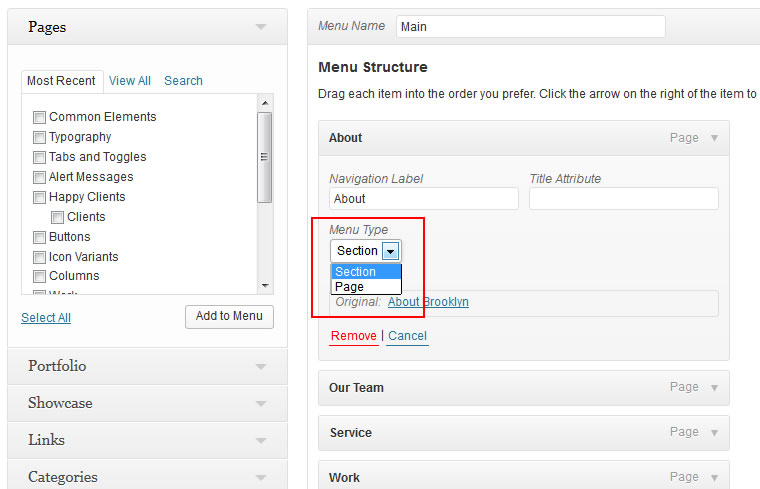 Pages
Most Recent View All Search
Common Elements
Typography
Tabs and Toggles
Alert Messages
Happy Clients
Clients
Buttons
Icon Variants
Columns
Work
Select All Add to Menu
Portfolio
Showcase
Links
Categories
Menu Name Main
Menu Structure
Drag each item into the order you prefer. Click the arrow on the right of the item to
About Page
Navigation Label Title Attribute
About
Menu Type
Section
Section
Page
Original: About Brooklyn
Remove | Cancel
Our Team Page
Service Page
Work Page